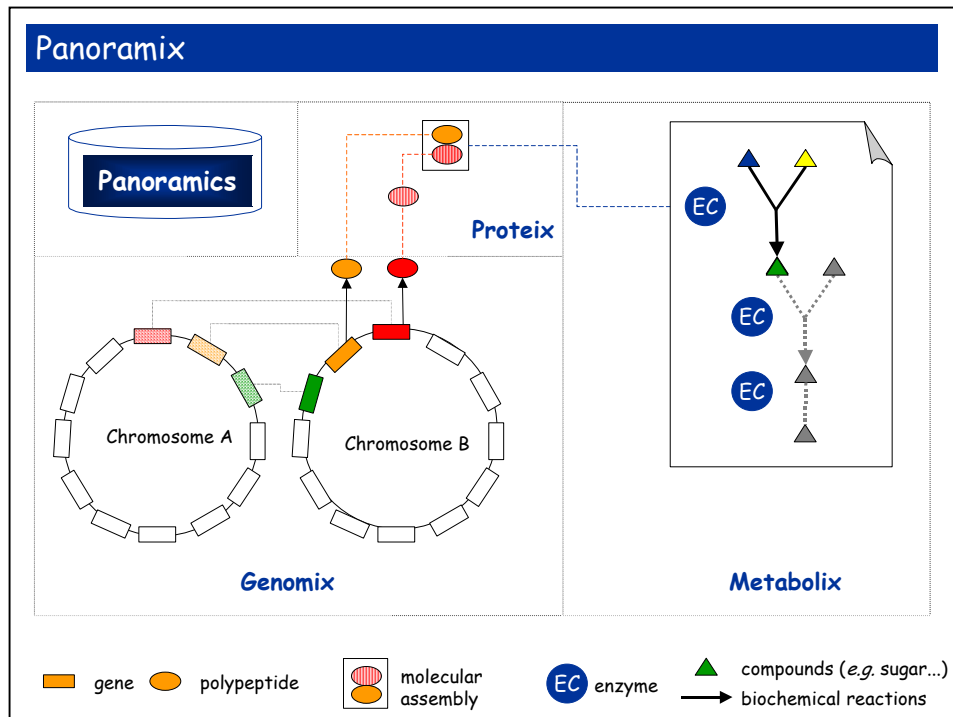 Panoramix
Panoramics
Proteix
EC
EC
EC
Chromosome A
Chromosome B
Genomix
Metabolix
gene
polypeptide
molecular
assembly
EC
enzyme
compounds (e.g. sugar...)
biochemical reactions